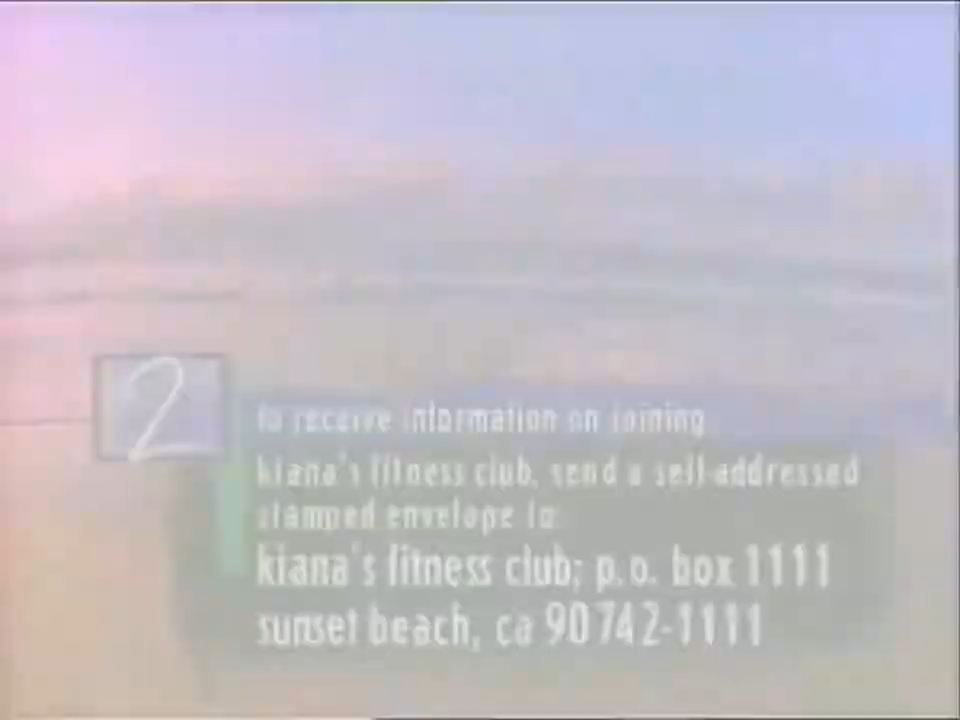 2
to receive information on joining
kiana's fitness club, send a self-addressed
stamped envelope to:
kiana's fitness club; p.o. box 1111
sunset beach, ca 90742-1111